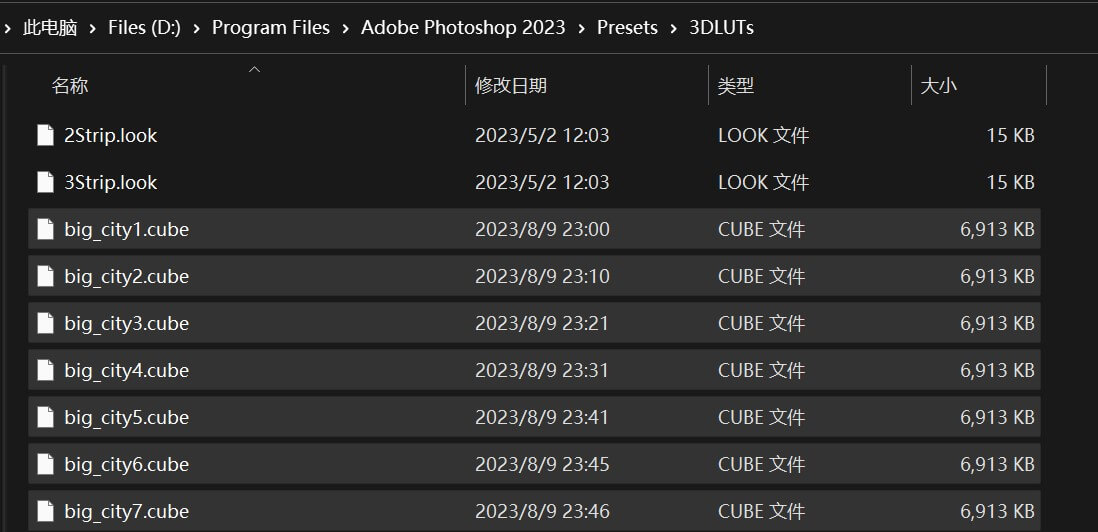 此电脑 › Files (D:) › Program Files › Adobe Photoshop 2023 › Presets › 3DLUTs
名称 修改日期 类型 大小
2Strip.look 2023/5/2 12:03 LOOK 文件 15 KB
3Strip.look 2023/5/2 12:03 LOOK 文件 15 KB
big_city1.cube 2023/8/9 23:00 CUBE 文件 6,913 KB
big_city2.cube 2023/8/9 23:10 CUBE 文件 6,913 KB
big_city3.cube 2023/8/9 23:21 CUBE 文件 6,913 KB
big_city4.cube 2023/8/9 23:31 CUBE 文件 6,913 KB
big_city5.cube 2023/8/9 23:41 CUBE 文件 6,913 KB
big_city6.cube 2023/8/9 23:45 CUBE 文件 6,913 KB
big_city7.cube 2023/8/9 23:46 CUBE 文件 6,913 KB